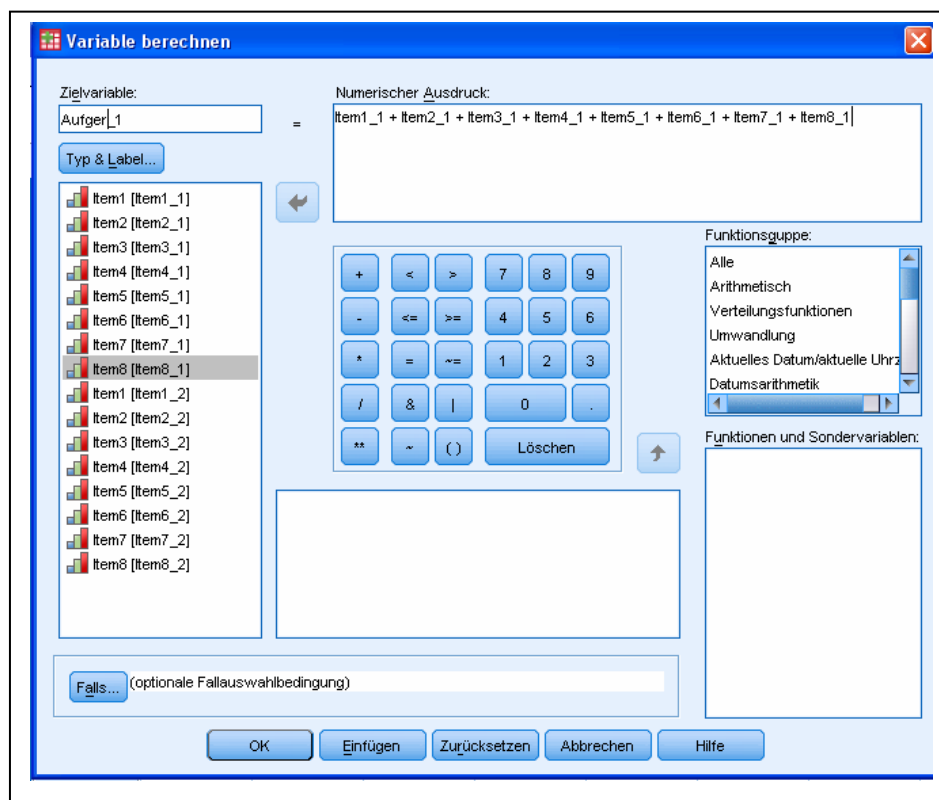 Variable berechnen
Zielvariable:
Aufger_1
=
Numerischer Ausdruck:
Item1_1 + Item2_1 + Item3_1 + Item4_1 + Item5_1 + Item6_1 + Item7_1 + Item8_1
Typ & Label...
Item1 [Item1_1]
Item2 [Item2_1]
Item3 [Item3_1]
Item4 [Item4_1]
Item5 [Item5_1]
Item6 [Item6_1]
Item7 [Item7_1]
Item8 [Item8_1]
Item1 [Item1_2]
Item2 [Item2_2]
Item3 [Item3_2]
Item4 [Item4_2]
Item5 [Item5_2]
Item6 [Item6_2]
Item7 [Item7_2]
Item8 [Item8_2]
+ < > 7 8 9
- <= >= 4 5 6
* = ~= 1 2 3
/ & | 0 .
** ~ ( ) Löschen
Funktionsgruppe:
Alle
Arithmetisch
Verteilungsfunktionen
Umwandlung
Aktuelles Datum/aktuelle Uhrz
Datumsarithmetik
Funktionen und Sondervariablen:
Falls... (optionale Fallauswahlbedingung)
OK Einfügen Zurücksetzen Abbrechen Hilfe